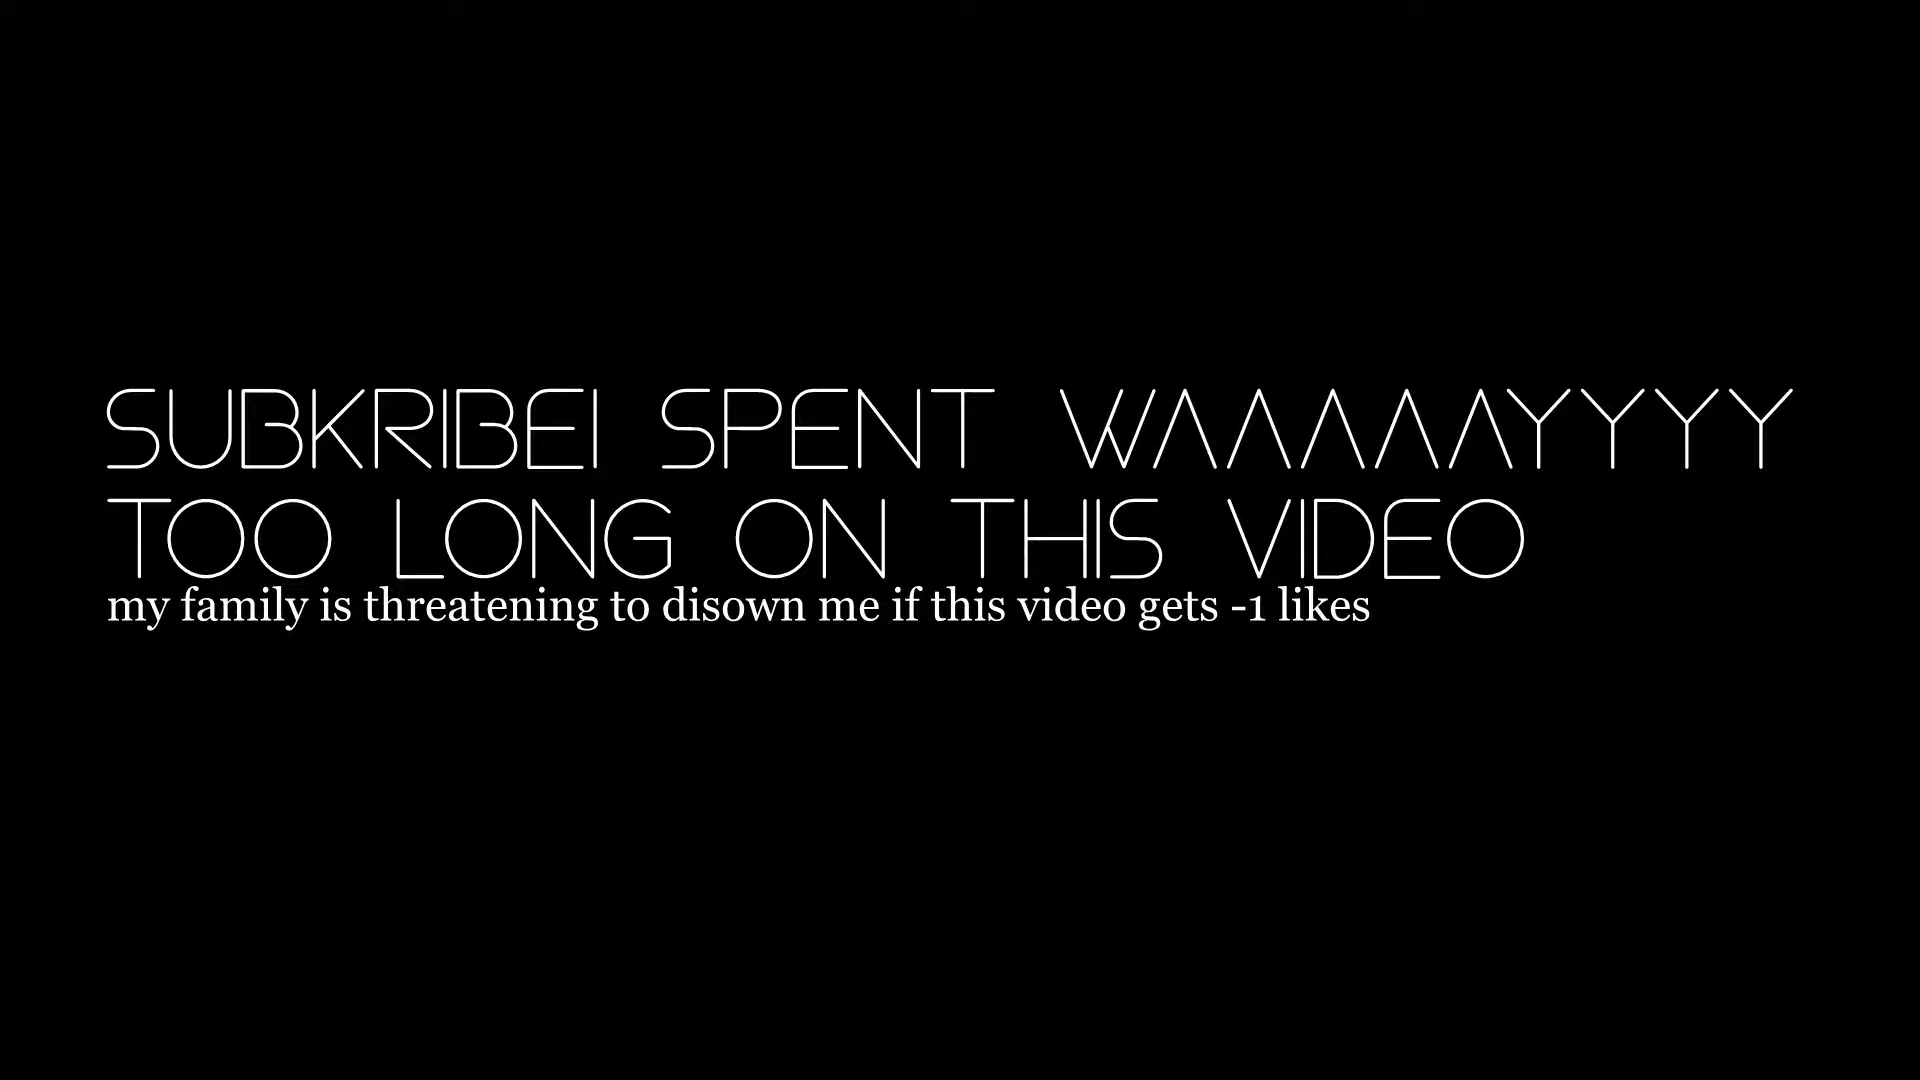 SUBKRIBEI SPENT WAAAAAYYYY
TOO LONG ON THIS VIDEO
my family is threatening to disown me if this video gets -1 likes